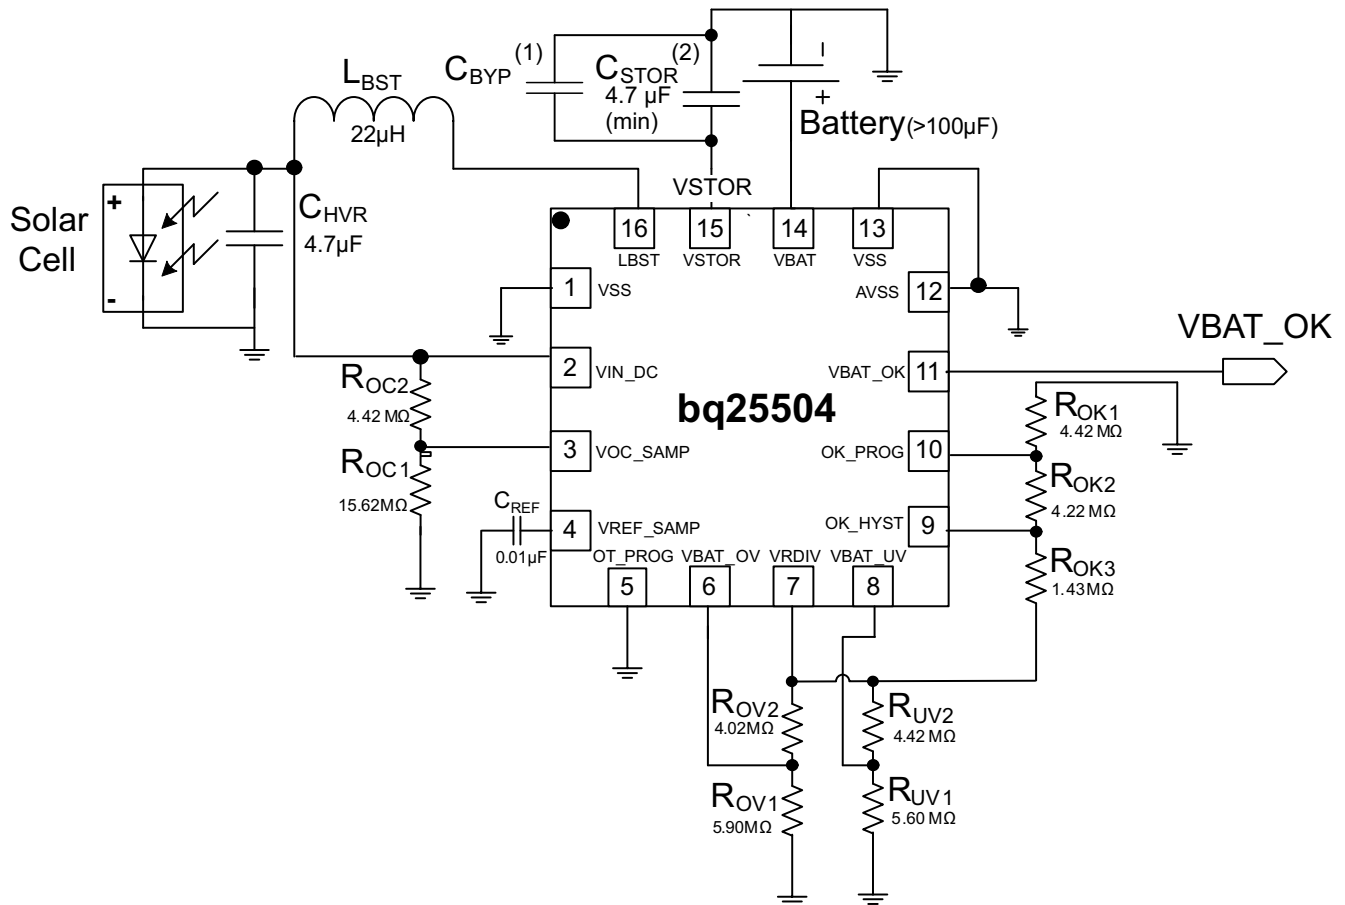 (1)
(2)
CBYP
CSTOR
4.7 µF
(min)
LBST
22µH
Battery(>100µF)
+
-
Solar
Cell
CHVR
4.7µF
VSTOR
16
15
14
13
LBST
VSTOR
VBAT
VSS
1
VSS
AVSS
12
VBAT_OK
2
VIN_DC
VBAT_OK
11
bq25504
ROC2
4.42 MΩ
ROK1
4.42 MΩ
3
VOC_SAMP
OK_PROG
10
ROC1
15.62MΩ
ROK2
4.22 MΩ
CREF
0.01µF
4
VREF_SAMP
OK_HYST
9
OT_PROG
VBAT_OV
VRDIV
VBAT_UV
5
6
7
8
ROK3
1.43MΩ
ROV2
4.02MΩ
RUV2
4.42 MΩ
ROV1
5.90MΩ
RUV1
5.60 MΩ